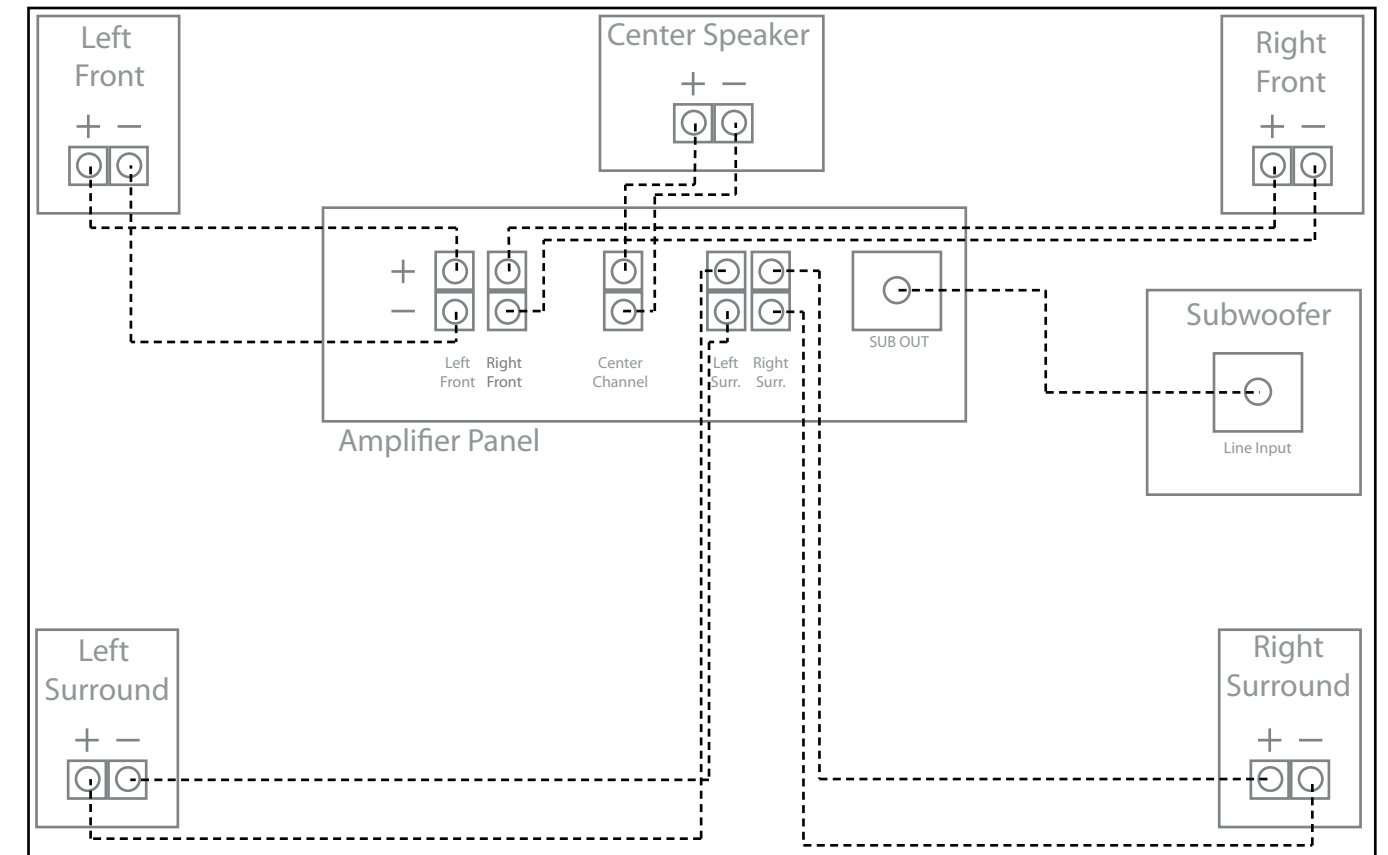 Left
Front
+ −
Center Speaker
+ −
Right
Front
+ −
+
−
Left
Front
Right
Front
Center
Channel
Left
Surr.
Right
Surr.
SUB OUT
Amplifier Panel
Subwoofer
Line Input
Left
Surround
+ −
Right
Surround
+ −